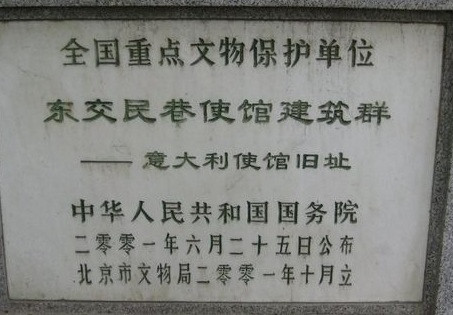 全国重点文物保护单位
东交民巷使馆建筑群
——意大利使馆旧址
中华人民共和国国务院
二零零一年六月二十五日公布
北京市文物局二零零一年十月立